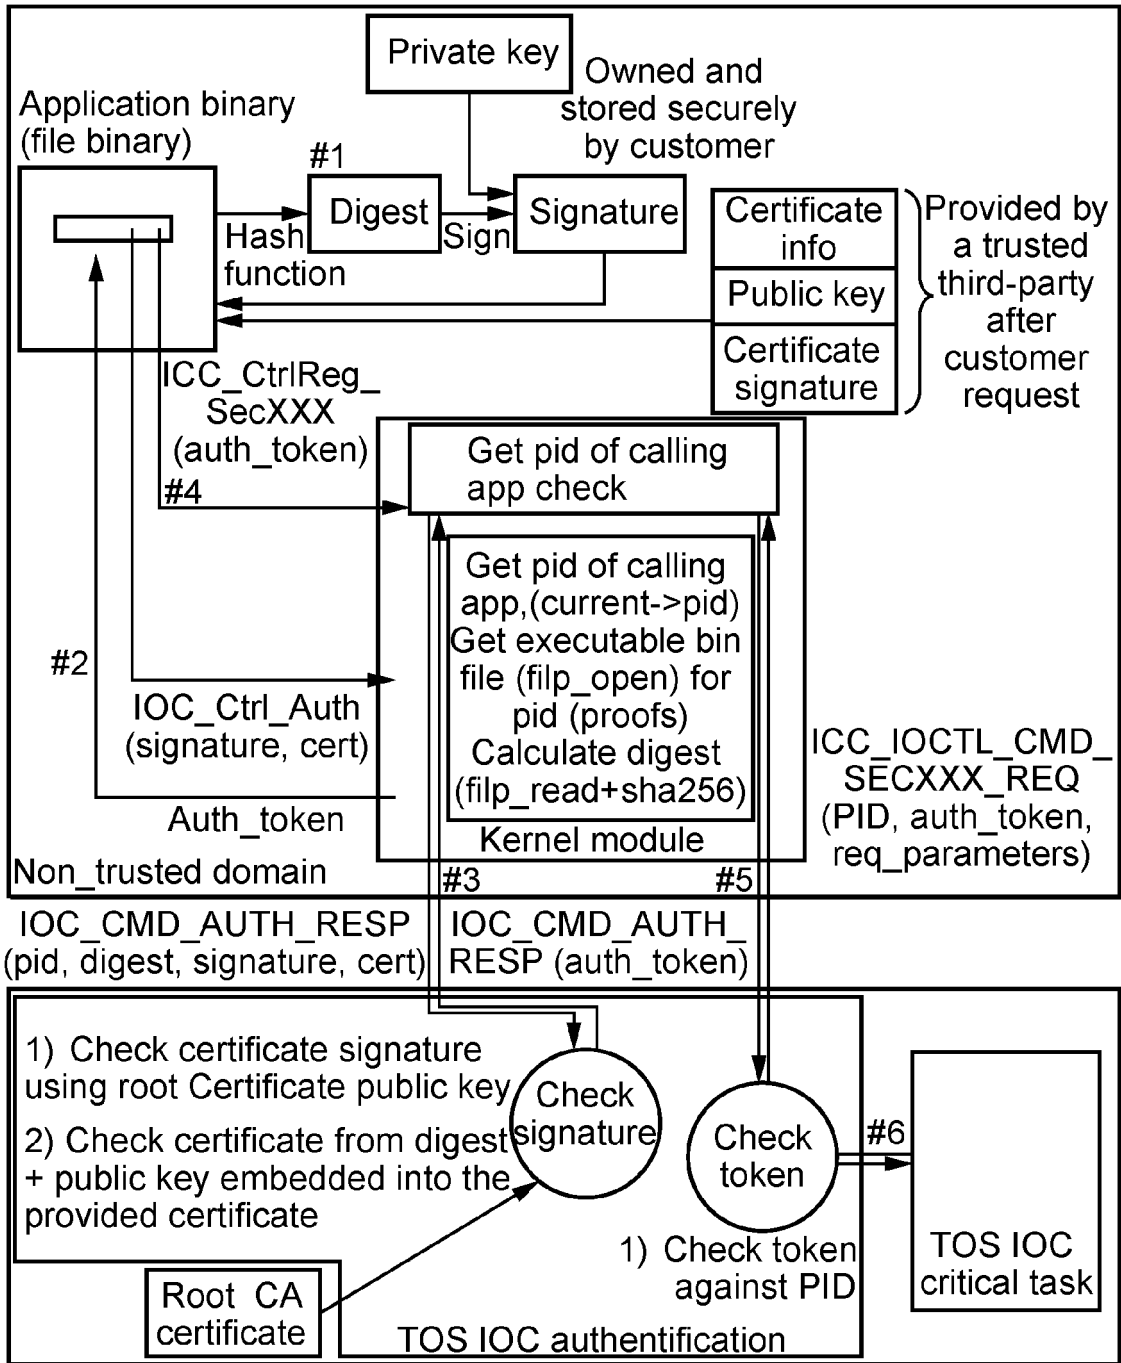 Private key
Owned and
stored securely
by customer
Application binary
(file binary)
#1
Digest
Signature
Hash
function
Sign
Certificate
info
Public key
Certificate
signature
Provided by
a trusted
third-party
after
customer
request
ICC_CtrlReg_
SecXXX
(auth_token)
#4
Get pid of calling
app check
Get pid of calling
app,(current->pid)
Get executable bin
file (filp_open) for
pid (proofs)
Calculate digest
(filp_read+sha256)
Kernel module
#2
IOC_Ctrl_Auth
(signature, cert)
Auth_token
ICC_IOCTL_CMD_
SECXXX_REQ
(PID, auth_token,
req_parameters)
Non_trusted domain
#3
#5
IOC_CMD_AUTH_RESP
(pid, digest, signature, cert)
IOC_CMD_AUTH_
RESP (auth_token)
1) Check certificate signature
using root Certificate public key
2) Check certificate from digest
+ public key embedded into the
provided certificate
Check
signature
Check
token
#6
1) Check token
against PID
TOS IOC
critical task
Root CA
certificate
TOS IOC authentification